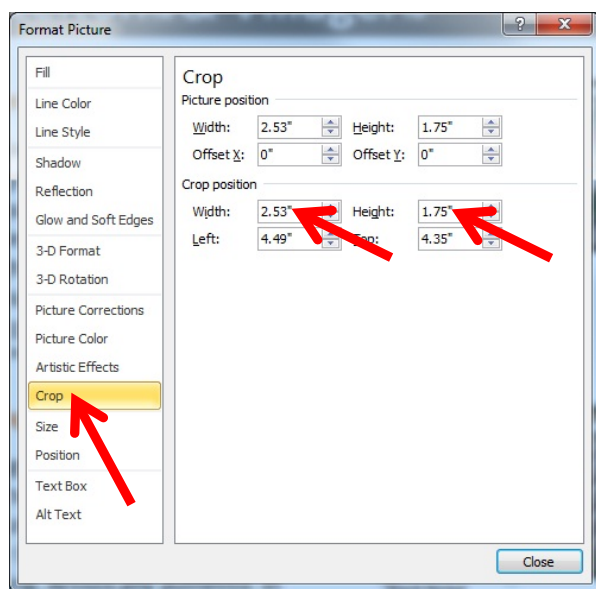 Format Picture
Fill
Line Color
Line Style
Shadow
Reflection
Glow and Soft Edges
3-D Format
3-D Rotation
Picture Corrections
Picture Color
Artistic Effects
Crop
Size
Position
Text Box
Alt Text
Crop
Picture position
Width: 2.53" Height: 1.75"
Offset X: 0" Offset Y: 0"
Crop position
Width: 2.53" Height: 1.75"
Left: 4.49" Top: 4.35"
Close